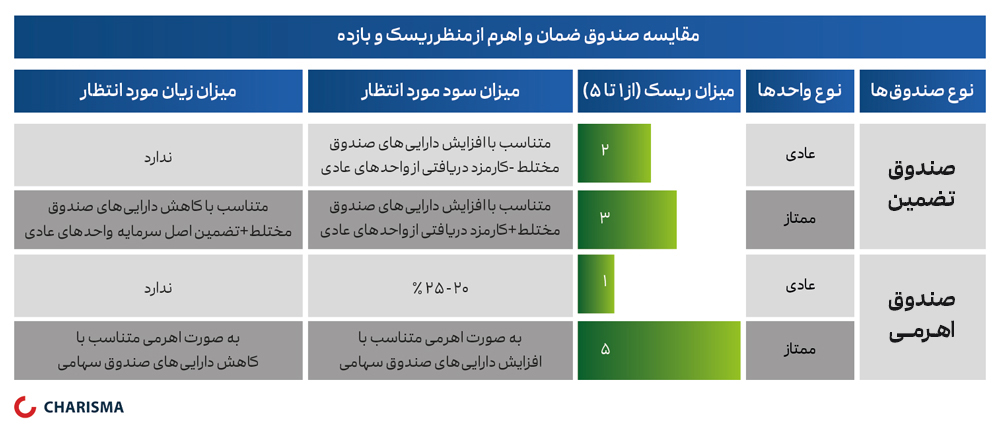 مقایسه صندوق ضمان و اهرم از منظر ریسک و بازده
نوع صندوق‌ها
نوع واحدها
میزان ریسک (از ۱ تا ۵)
میزان سود مورد انتظار
میزان زیان مورد انتظار
صندوق
تضمین
عادی
۲
متناسب با افزایش دارایی‌های صندوق
مختلط -کارمزد دریافتی از واحدهای عادی
ندارد
ممتاز
۳
متناسب با افزایش دارایی‌های صندوق
مختلط+کارمزد دریافتی از واحدهای عادی
متناسب با کاهش دارایی‌های صندوق
مختلط+تضمین اصل سرمایه واحدهای عادی
صندوق
اهرمی
عادی
۱
۲۰-۲۵ %
ندارد
ممتاز
۵
به صورت اهرمی متناسب با
افزایش دارایی‌های صندوق سهامی
به صورت اهرمی متناسب با
کاهش دارایی‌های صندوق سهامی
CHARISMA